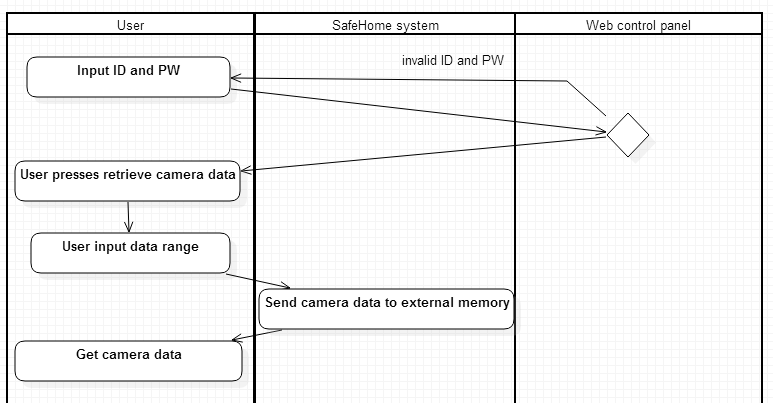 User
SafeHome system
Web control panel
invalid ID and PW
Input ID and PW
User presses retrieve camera data
User input data range
Send camera data to external memory
Get camera data